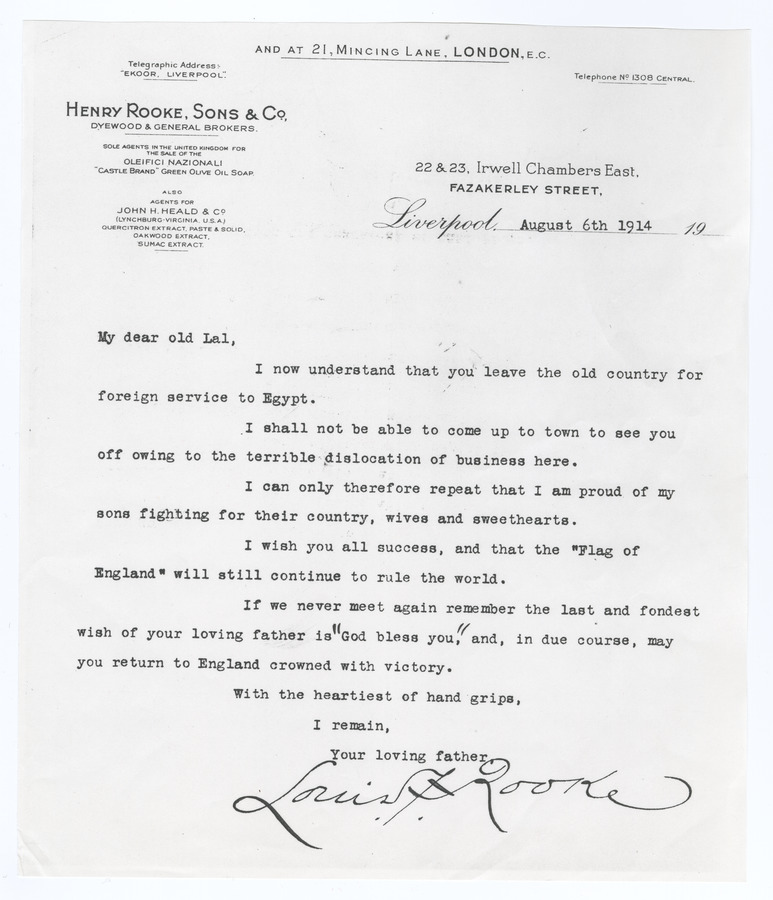 AND AT 21, MINCING LANE, LONDON, E.C.
Telegraphic Address:-
"EKOOR, LIVERPOOL".
Telephone Nº 1308 CENTRAL.
HENRY ROOKE, SONS & Cº,
DYEWOOD & GENERAL BROKERS.
SOLE AGENTS IN THE UNITED KINGDOM FOR
THE SALE OF THE
OLEIFICI NAZIONALI
"CASTLE BRAND" GREEN OLIVE OIL SOAP.
ALSO
AGENTS FOR
JOHN H. HEALD & Cº
(LYNCHBURG-VIRGINIA. U.S.A.)
QUERCITRON EXTRACT, PASTE & SOLID,
OAKWOOD EXTRACT,
SUMAC EXTRACT.
22 & 23, Irwell Chambers East,
FAZAKERLEY STREET,
Liverpool, August 6th 1914 19
My dear old Lal,
I now understand that you leave the old country for
foreign service to Egypt.
I shall not be able to come up to town to see you
off owing to the terrible dislocation of business here.
I can only therefore repeat that I am proud of my
sons fighting for their country, wives and sweethearts.
I wish you all success, and that the "Flag of
England" will still continue to rule the world.
If we never meet again remember the last and fondest
wish of your loving father is "God bless you," and, in due course, may
you return to England crowned with victory.
With the heartiest of hand grips,
I remain,
Your loving father,
Louis F. Rooke